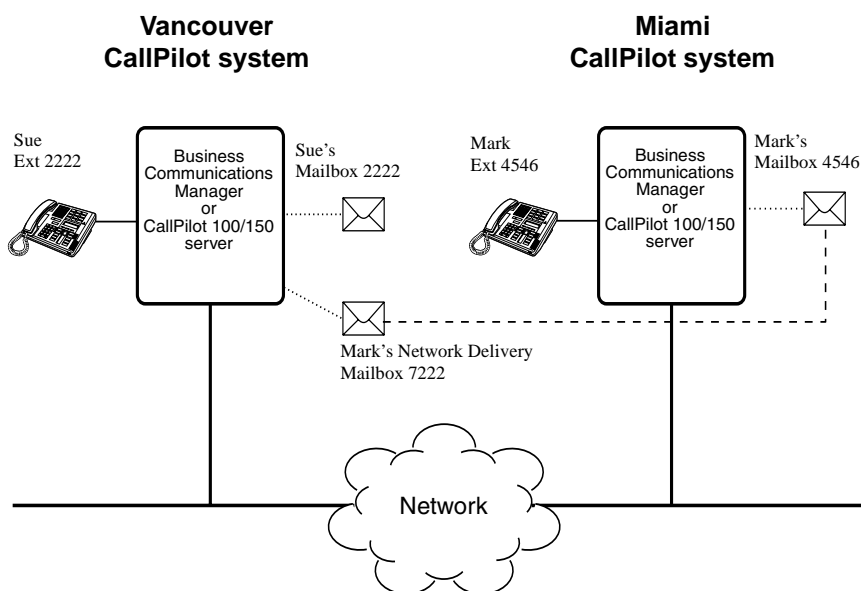 Vancouver
CallPilot system
Miami
CallPilot system
Sue
Ext 2222
Business
Communications
Manager
or
CallPilot 100/150
server
Sue's
Mailbox 2222
Mark
Ext 4546
Business
Communications
Manager
or
CallPilot 100/150
server
Mark's
Mailbox 4546
Mark's Network Delivery
Mailbox 7222
Network